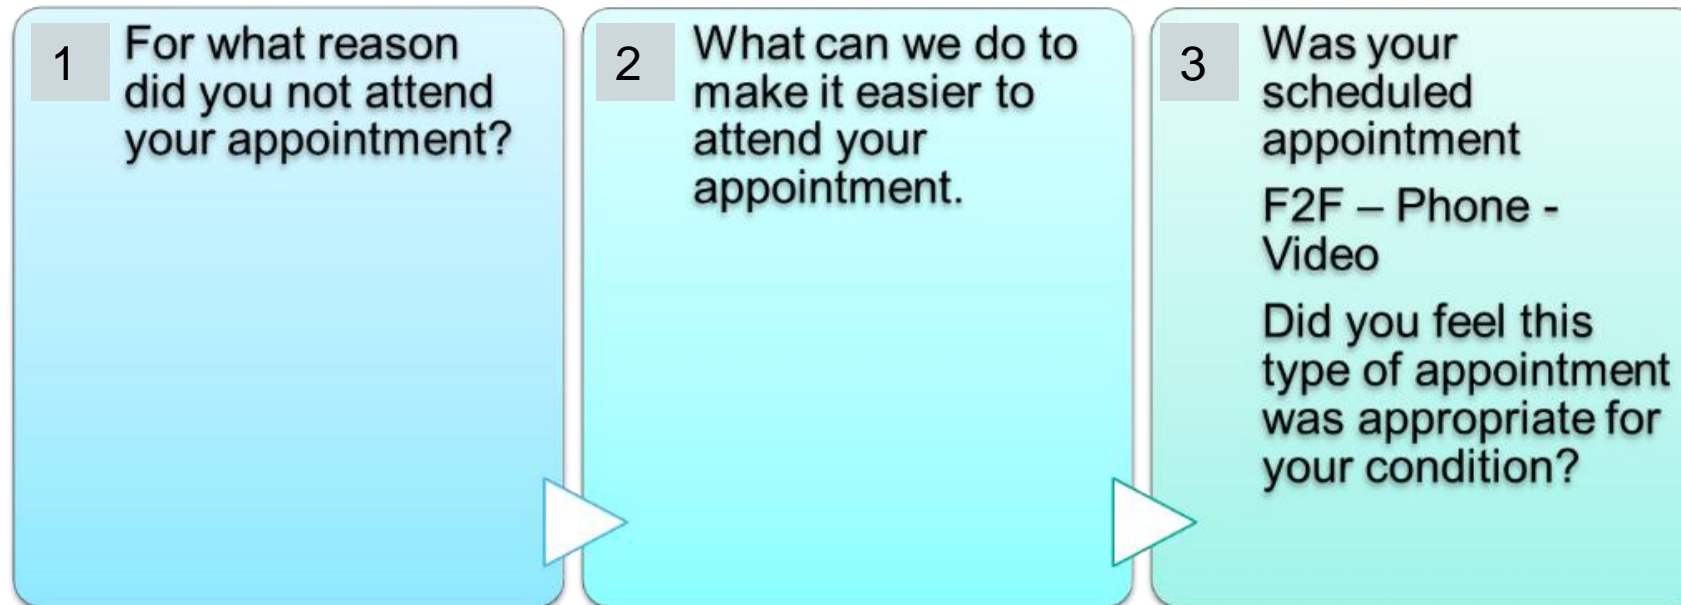 1
For what reason
did you not attend
your appointment?
2
What can we do to
make it easier to
attend your
appointment.
3
Was your
scheduled
appointment
F2F – Phone -
Video
Did you feel this
type of appointment
was appropriate for
your condition?